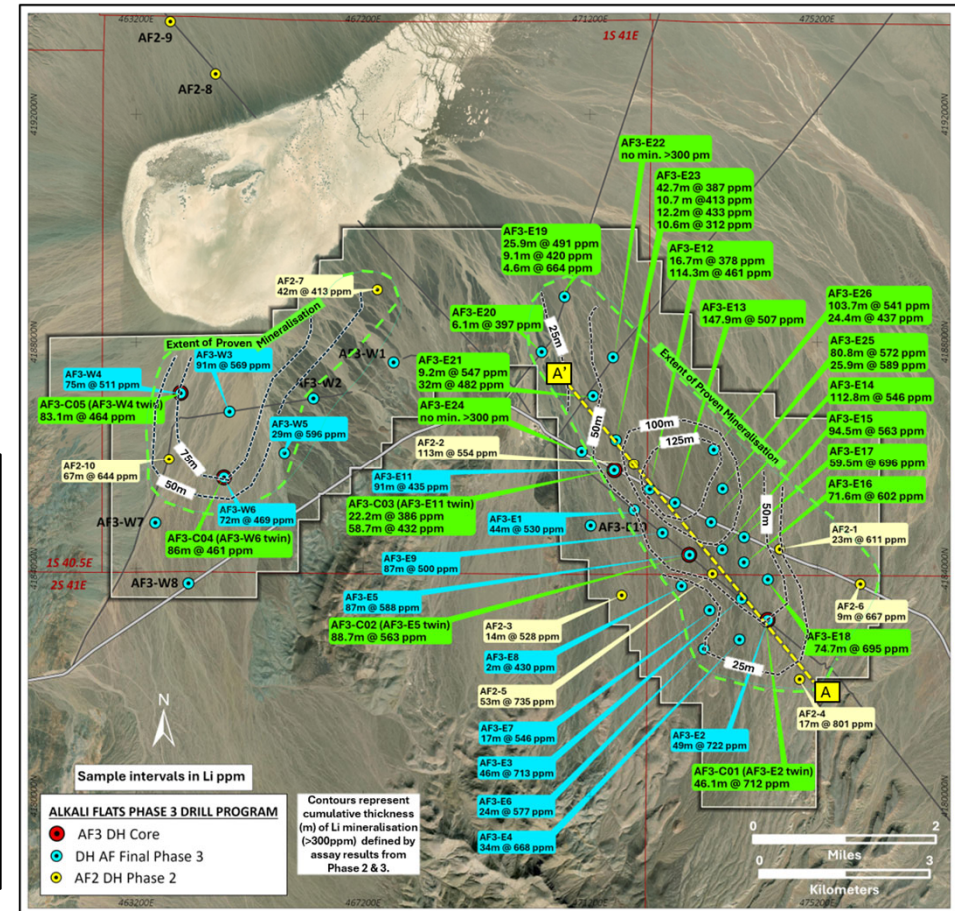 463200E
467200E
471200E
475200E
1S 41E
AF2-9
AF2-8
4192000N
4192000N
AF3-E22
no min. >300 ppm
AF3-E23
42.7m @ 387 ppm
10.7 m @413 ppm
12.2m @ 433 ppm
10.6m @ 312 ppm
AF3-E19
25.9m @ 491 ppm
9.1m @ 420 ppm
4.6m @ 664 ppm
AF3-E12
16.7m @ 378 ppm
114.3m @ 461 ppm
AF2-7
42m @ 413 ppm
AF3-E20
6.1m @ 397 ppm
25m
AF3-E13
147.9m @ 507 ppm
AF3-E26
103.7m @ 541 ppm
24.4m @ 437 ppm
4188000N
4188000N
Extent of Proven Mineralisation
AF3-W3
91m @ 569 ppm
AF3-W1
AF3-E21
9.2m @ 547 ppm
32m @ 482 ppm
A'
Extent of Proven Mineralisation
AF3-E25
80.8m @ 572 ppm
25.9m @ 589 ppm
AF3-W4
75m @ 511 ppm
AF3-W2
AF3-E14
112.8m @ 546 ppm
AF3-C05 (AF3-W4 twin)
83.1m @ 464 ppm
AF3-E24
no min. >300 pm
50m
100m
125m
AF3-E15
94.5m @ 563 ppm
AF3-W5
29m @ 596 ppm
AF2-2
113m @ 554 ppm
AF3-E17
59.5m @ 696 ppm
AF2-10
67m @ 644 ppm
75m
50m
AF3-E11
91m @ 435 ppm
AF3-E16
71.6m @ 602 ppm
50m
AF3-W6
72m @ 469 ppm
AF3-C03 (AF3-E11 twin)
22.2m @ 386 ppm
58.7m @ 432 ppm
AF3-W7
AF3-C04 (AF3-W6 twin)
86m @ 461 ppm
AF3-E1
44m @ 530 ppm
AF3-E10
AF2-1
23m @ 611 ppm
AF3-E9
87m @ 500 ppm
1S 40.5E
2S 41E
4184000N
4184000N
AF3-W8
AF3-E5
87m @ 588 ppm
AF3-C02 (AF3-E5 twin)
88.7m @ 563 ppm
AF2-6
9m @ 667 ppm
AF2-3
14m @ 528 ppm
AF3-E18
74.7m @ 695 ppm
AF3-E8
2m @ 430 ppm
25m
AF2-5
53m @ 735 ppm
A
AF2-4
17m @ 801 ppm
AF3-E7
17m @ 546 ppm
AF3-E2
49m @ 722 ppm
AF3-E3
46m @ 713 ppm
AF3-C01 (AF3-E2 twin)
46.1m @ 712 ppm
AF3-E6
24m @ 577 ppm
AF3-E4
34m @ 668 ppm
N
Sample intervals in Li ppm
ALKALI FLATS PHASE 3 DRILL PROGRAM
AF3 DH Core
DH AF Final Phase 3
AF2 DH Phase 2
Contours represent
cumulative thickness
(m) of Li mineralisation
(>300ppm) defined by
assay results from
Phase 2 & 3.
0 2
Miles
0 3
Kilometers
463200E
467200E
471200E
475200E